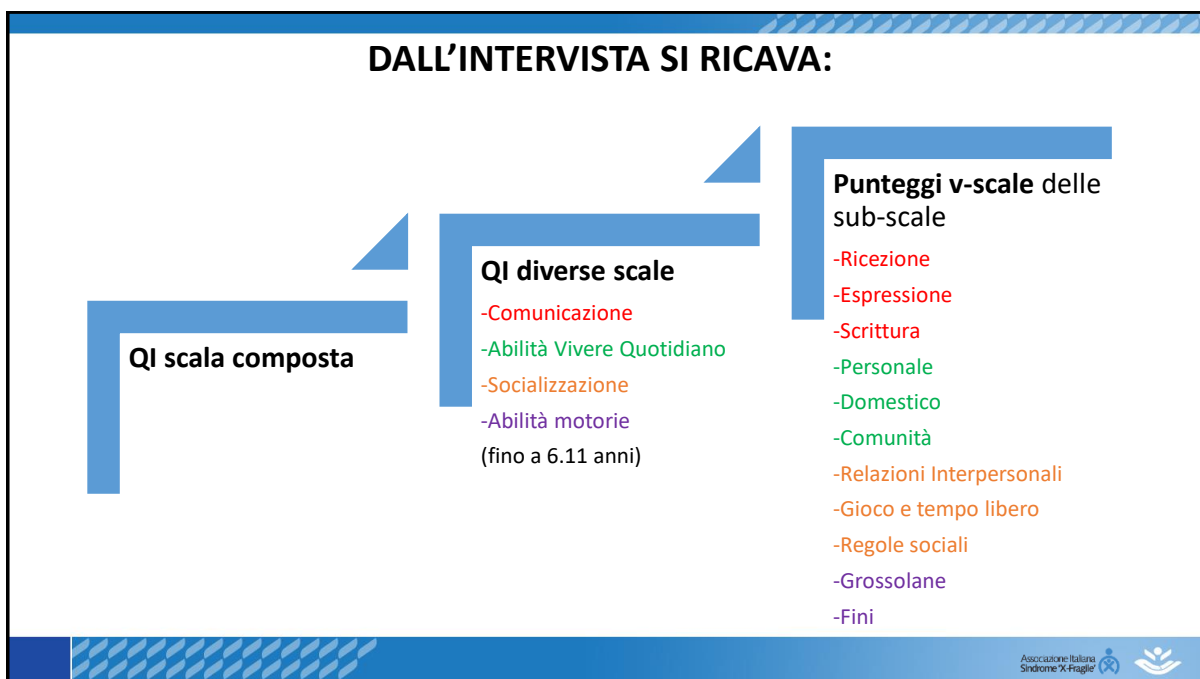 DALL'INTERVISTA SI RICAVA:
QI scala composta
QI diverse scale
-Comunicazione
-Abilità Vivere Quotidiano
-Socializzazione
-Abilità motorie
(fino a 6.11 anni)
Punteggi v-scale delle
sub-scale
-Ricezione
-Espressione
-Scrittura
-Personale
-Domestico
-Comunità
-Relazioni Interpersonali
-Gioco e tempo libero
-Regole sociali
-Grossolane
-Fini
Associazione Italiana
Sindrome 'X-Fragile'